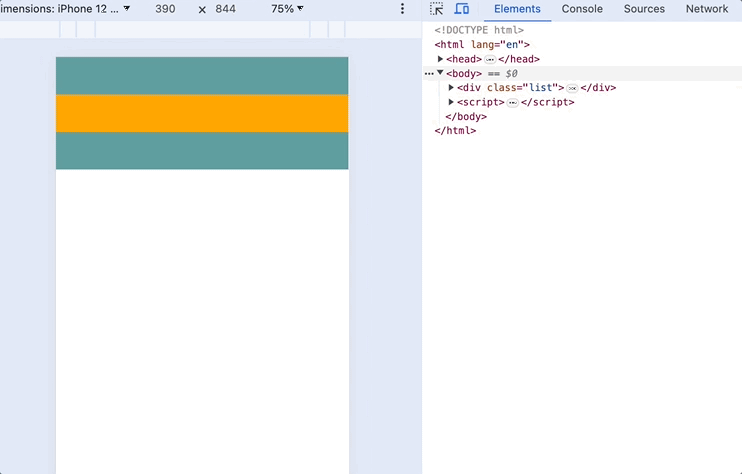 imensions: iPhone 12 ... 390 × 844 75%
Elements Console Sources Network
<!DOCTYPE html>
<html lang="en">
<head> ... </head>
... <body> == $0
<div class="list"> ... </div>
<script> ... </script>
</body>
</html>